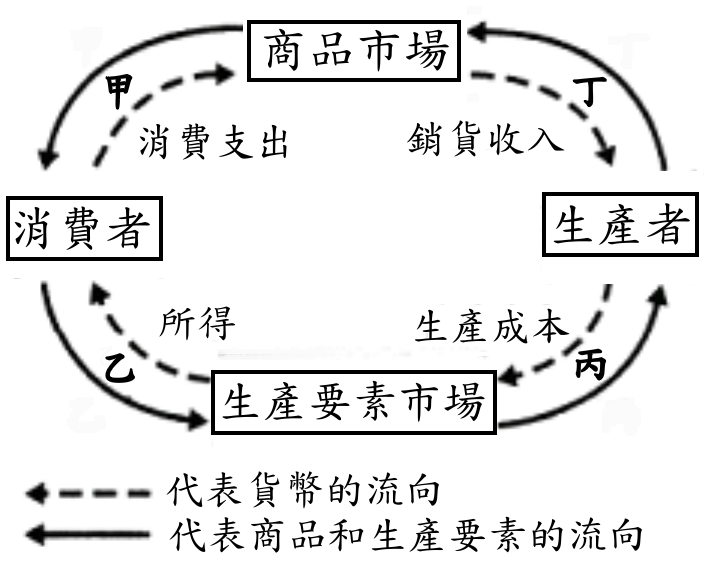 商品市場
甲
丁
消費支出
銷貨收入
消費者
生產者
所得
生產成本
乙
丙
生產要素市場
代表貨幣的流向
代表商品和生產要素的流向